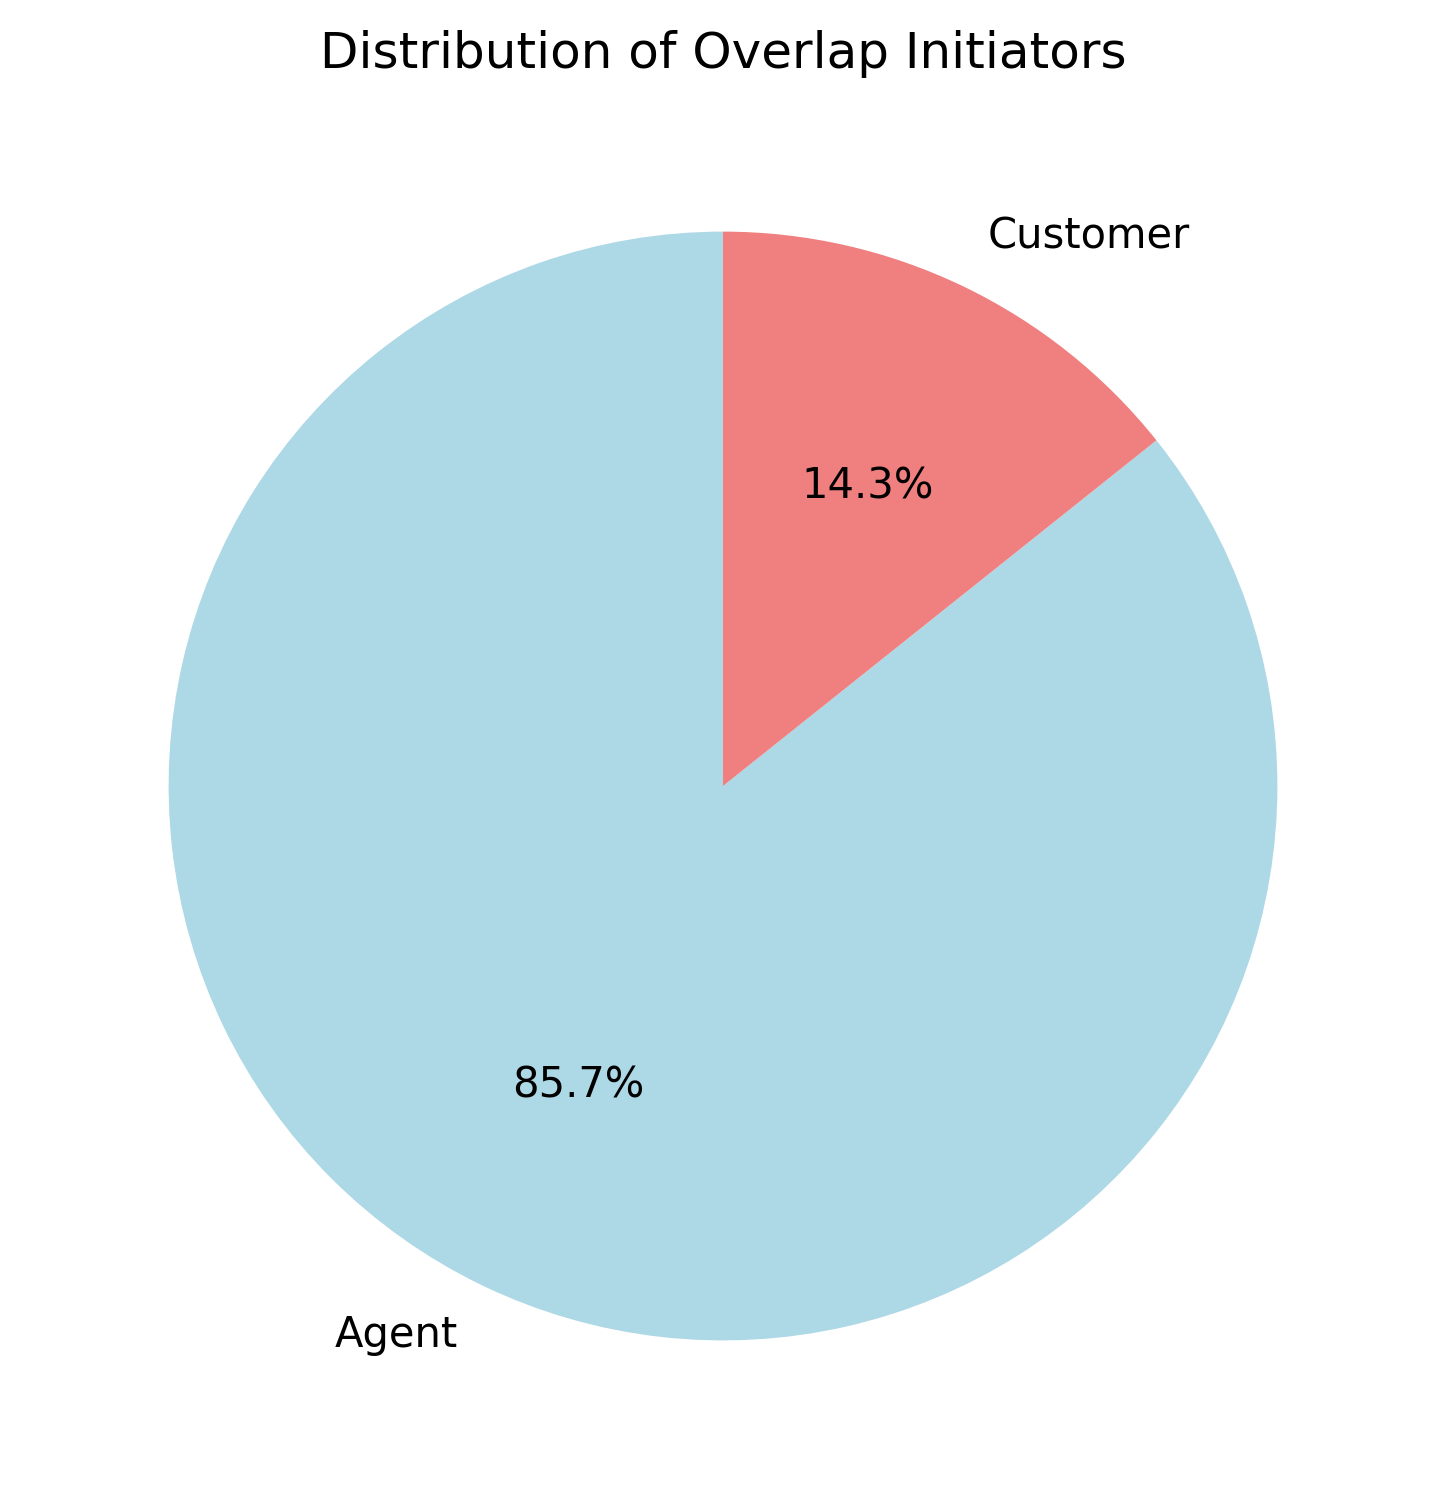 Distribution of Overlap Initiators
Customer
14.3%
85.7%
Agent